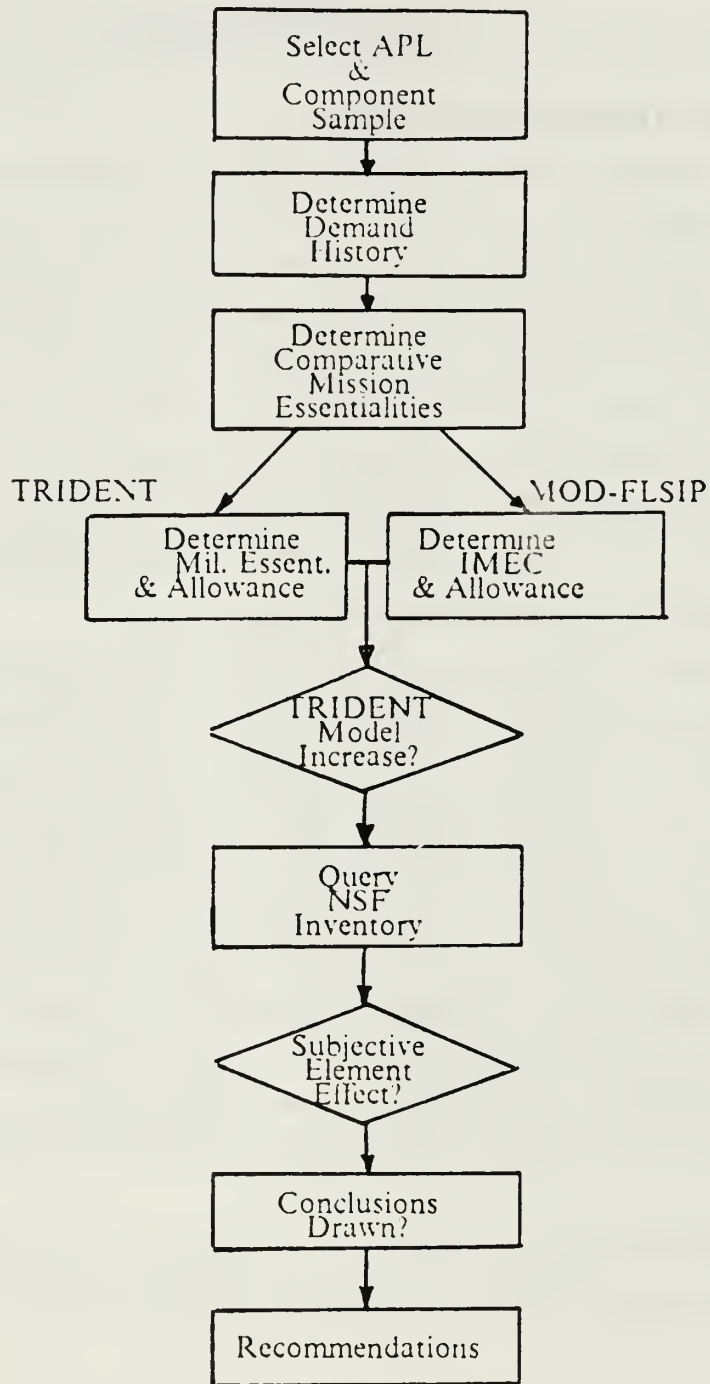 Select APL
&
Component
Sample
Determine
Demand
History
Determine
Comparative
Mission
Essentialities
TRIDENT
MOD-FLSIP
Determine
Mil. Essent.
& Allowance
Determine
IMEC
& Allowance
TRIDENT
Model
Increase?
Query
NSF
Inventory
Subjective
Element
Effect?
Conclusions
Drawn?
Recommendations